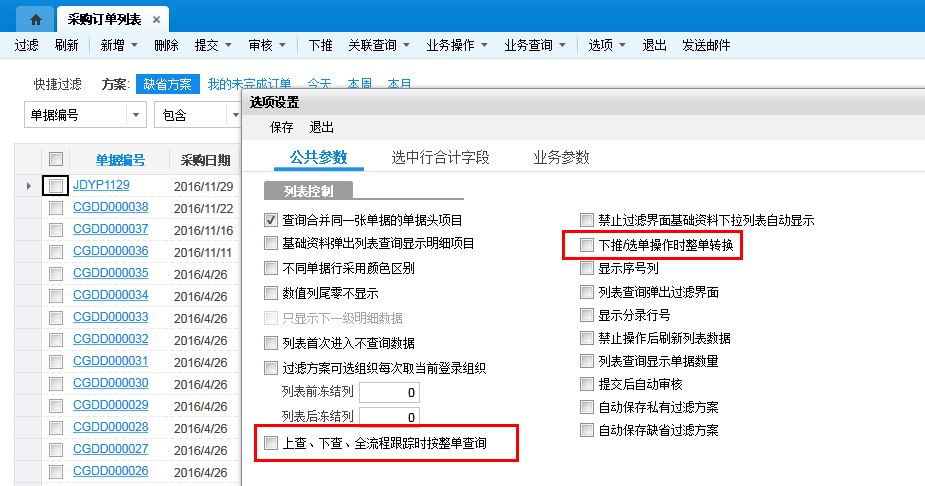 采购订单列表 ×
过滤 刷新 新增 删除 提交 审核 下推 关联查询 业务操作 业务查询 选项 退出 发送邮件
快捷过滤 方案: 缺省方案 我的未完成订单 今天 本周 本月
单据编号 包含
单据编号 采购日期
JDYP1129 2016/11/29
CGDD000038 2016/11/22
CGDD000037 2016/11/16
CGDD000036 2016/11/11
CGDD000035 2016/4/26
CGDD000034 2016/4/26
CGDD000033 2016/4/26
CGDD000032 2016/4/26
CGDD000031 2016/4/26
CGDD000030 2016/4/26
CGDD000029 2016/4/26
CGDD000028 2016/4/26
CGDD000027 2016/4/26
CGDD000026 2016/4/26
选项设置
保存 退出
公共参数 选中行合计字段 业务参数
列表控制
查询合并同一张单据的单据头项目
基础资料弹出列表查询显示明细项目
不同单据行采用颜色区别
数值列尾零不显示
只显示下一级明细数据
列表首次进入不查询数据
过滤方案可选组织每次取当前登录组织
列表前冻结列 0
列表后冻结列 0
上查、下查、全流程跟踪时按整单查询
禁止过滤界面基础资料下拉列表自动显示
下推/选单操作时整单转换
显示序号列
列表查询弹出过滤界面
显示分录行号
禁止操作后刷新列表数据
列表查询显示单据数量
提交后自动审核
自动保存私有过滤方案
自动保存缺省过滤方案